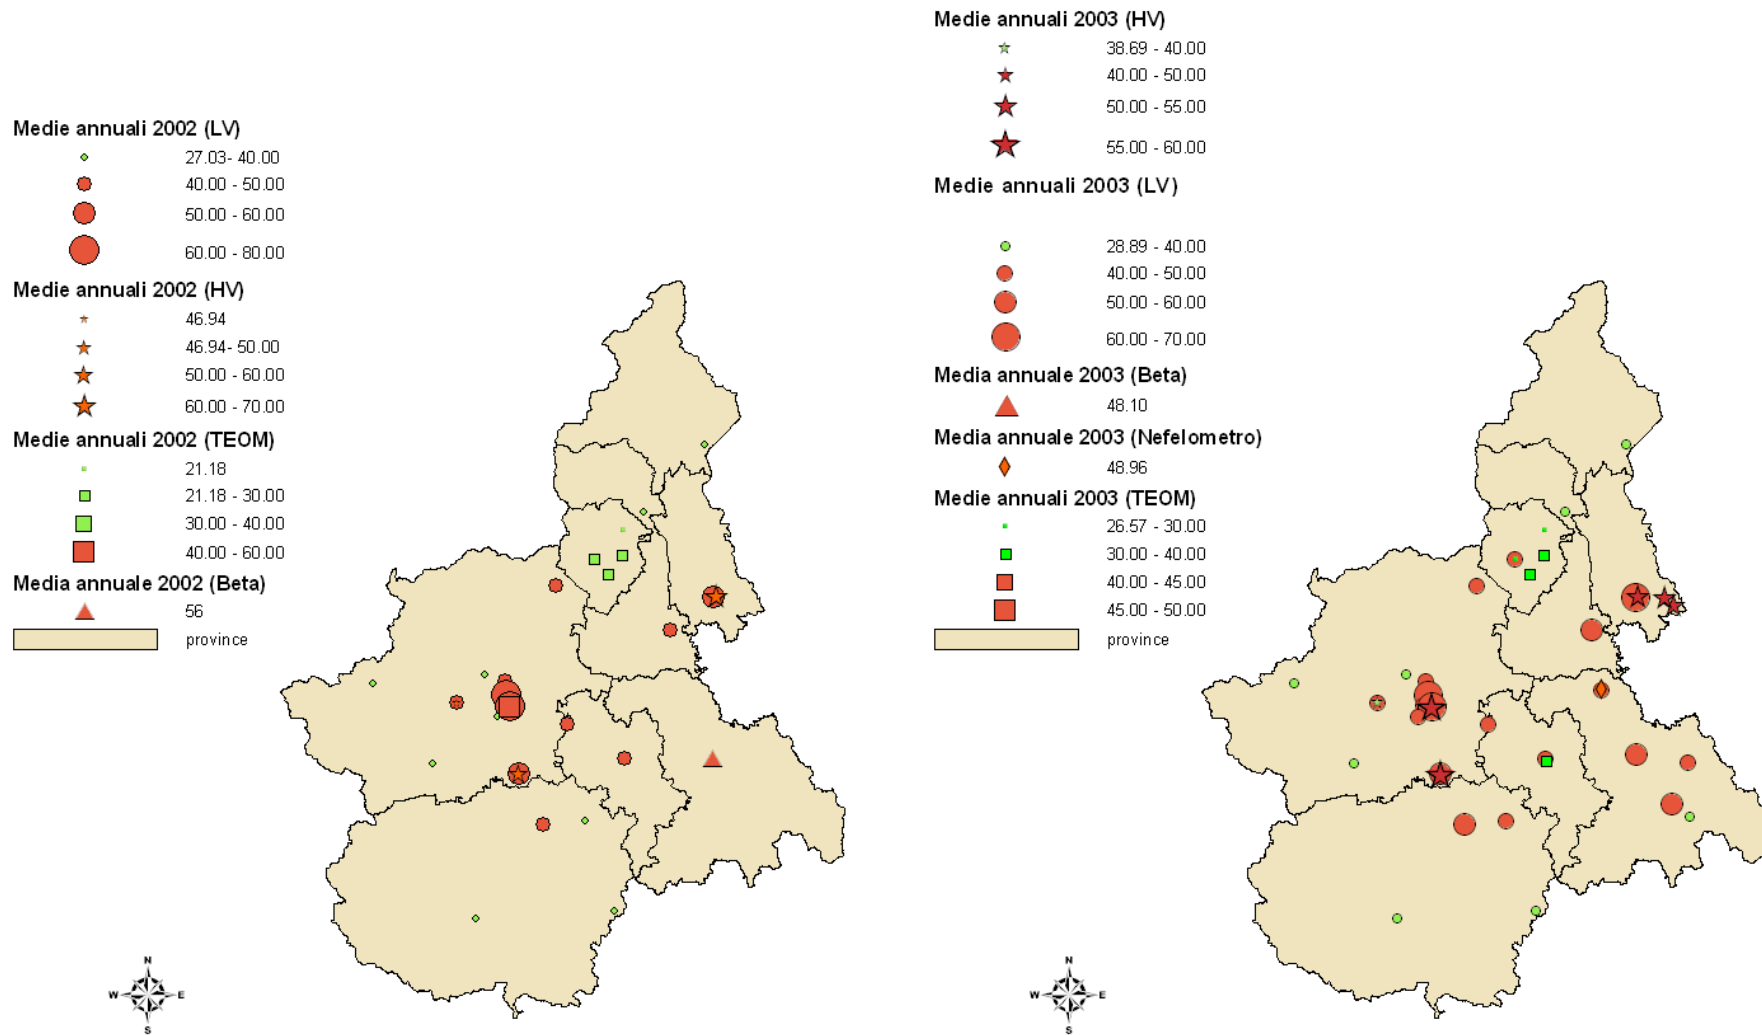 Medie annuali 2002 (LV)
27.03- 40.00
40.00 - 50.00
50.00 - 60.00
60.00 - 80.00
Medie annuali 2002 (HV)
46.94
46.94- 50.00
50.00 - 60.00
60.00 - 70.00
Medie annuali 2002 (TEOM)
21.18
21.18 - 30.00
30.00 - 40.00
40.00 - 60.00
Media annuale 2002 (Beta)
56
province
N
W E
S
Medie annuali 2003 (HV)
38.69 - 40.00
40.00 - 50.00
50.00 - 55.00
55.00 - 60.00
Medie annuali 2003 (LV)
28.89 - 40.00
40.00 - 50.00
50.00 - 60.00
60.00 - 70.00
Media annuale 2003 (Beta)
48.10
Media annuale 2003 (Nefelometro)
48.96
Medie annuali 2003 (TEOM)
26.57 - 30.00
30.00 - 40.00
40.00 - 45.00
45.00 - 50.00
province
N
W E
S